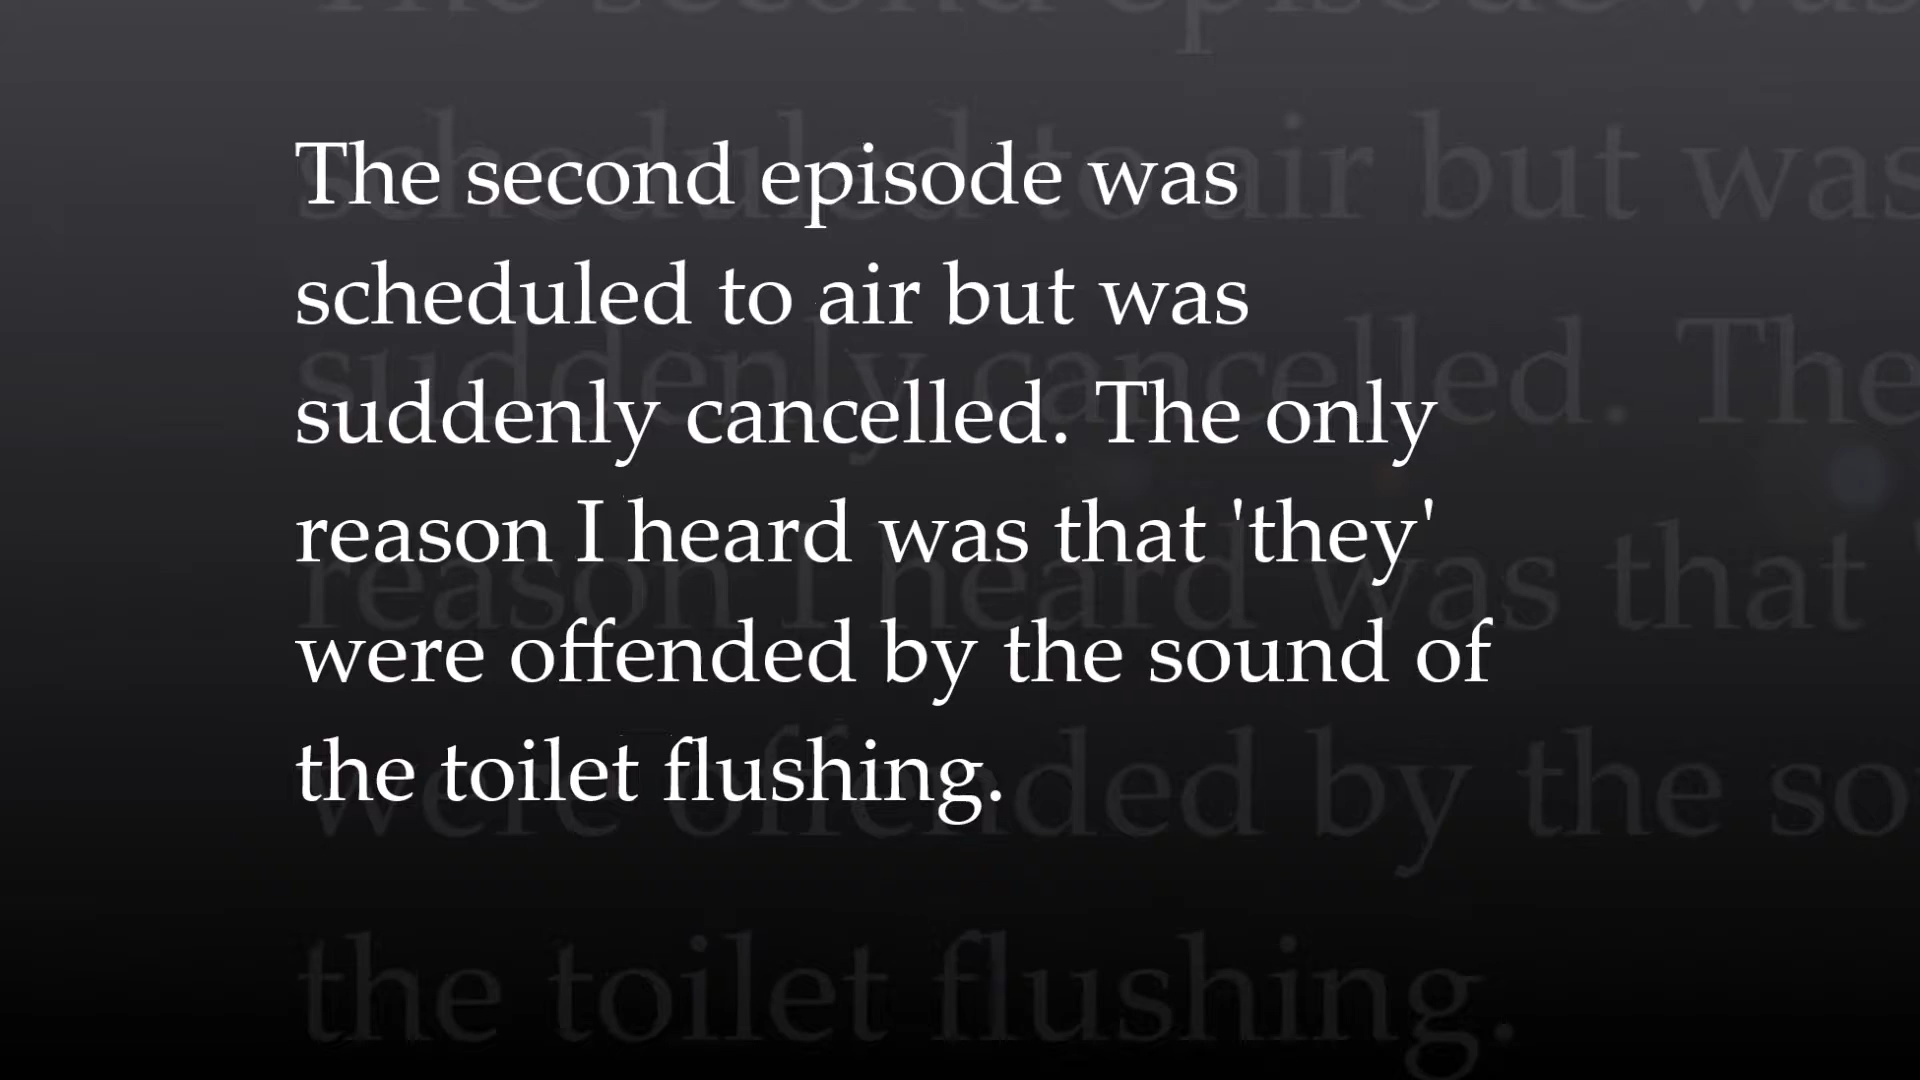 The second episode was
scheduled to air but was
suddenly cancelled. The only
reason I heard was that 'they'
were offended by the sound of
the toilet flushing.